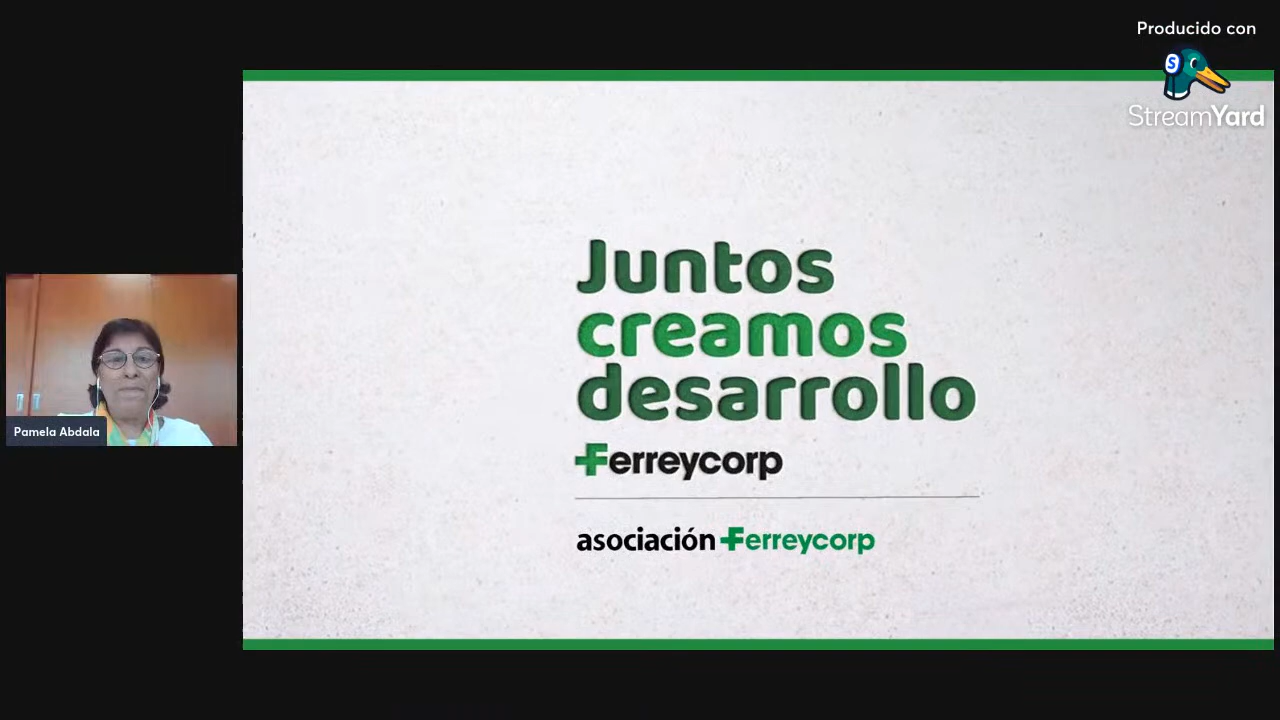 Producido con
S
StreamYard
Juntos
creamos
desarrollo
Ferreycorp
asociación Ferreycorp
Pamela Abdala